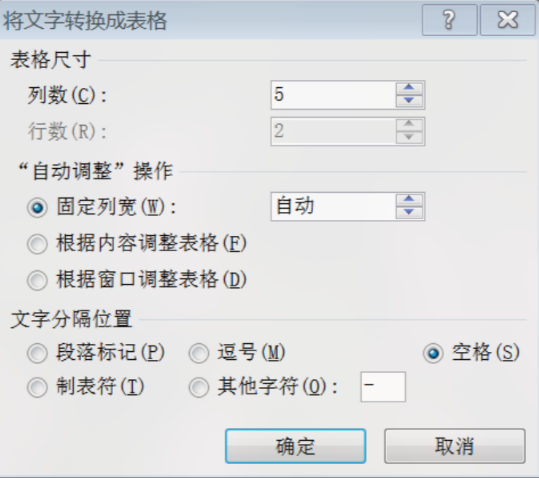 将文字转换成表格
表格尺寸
列数(C): 5
行数(R): 2
“自动调整”操作
固定列宽(W): 自动
根据内容调整表格(F)
根据窗口调整表格(D)
文字分隔位置
段落标记(P) 逗号(M) 空格(S)
制表符(T) 其他字符(O): -
确定 取消